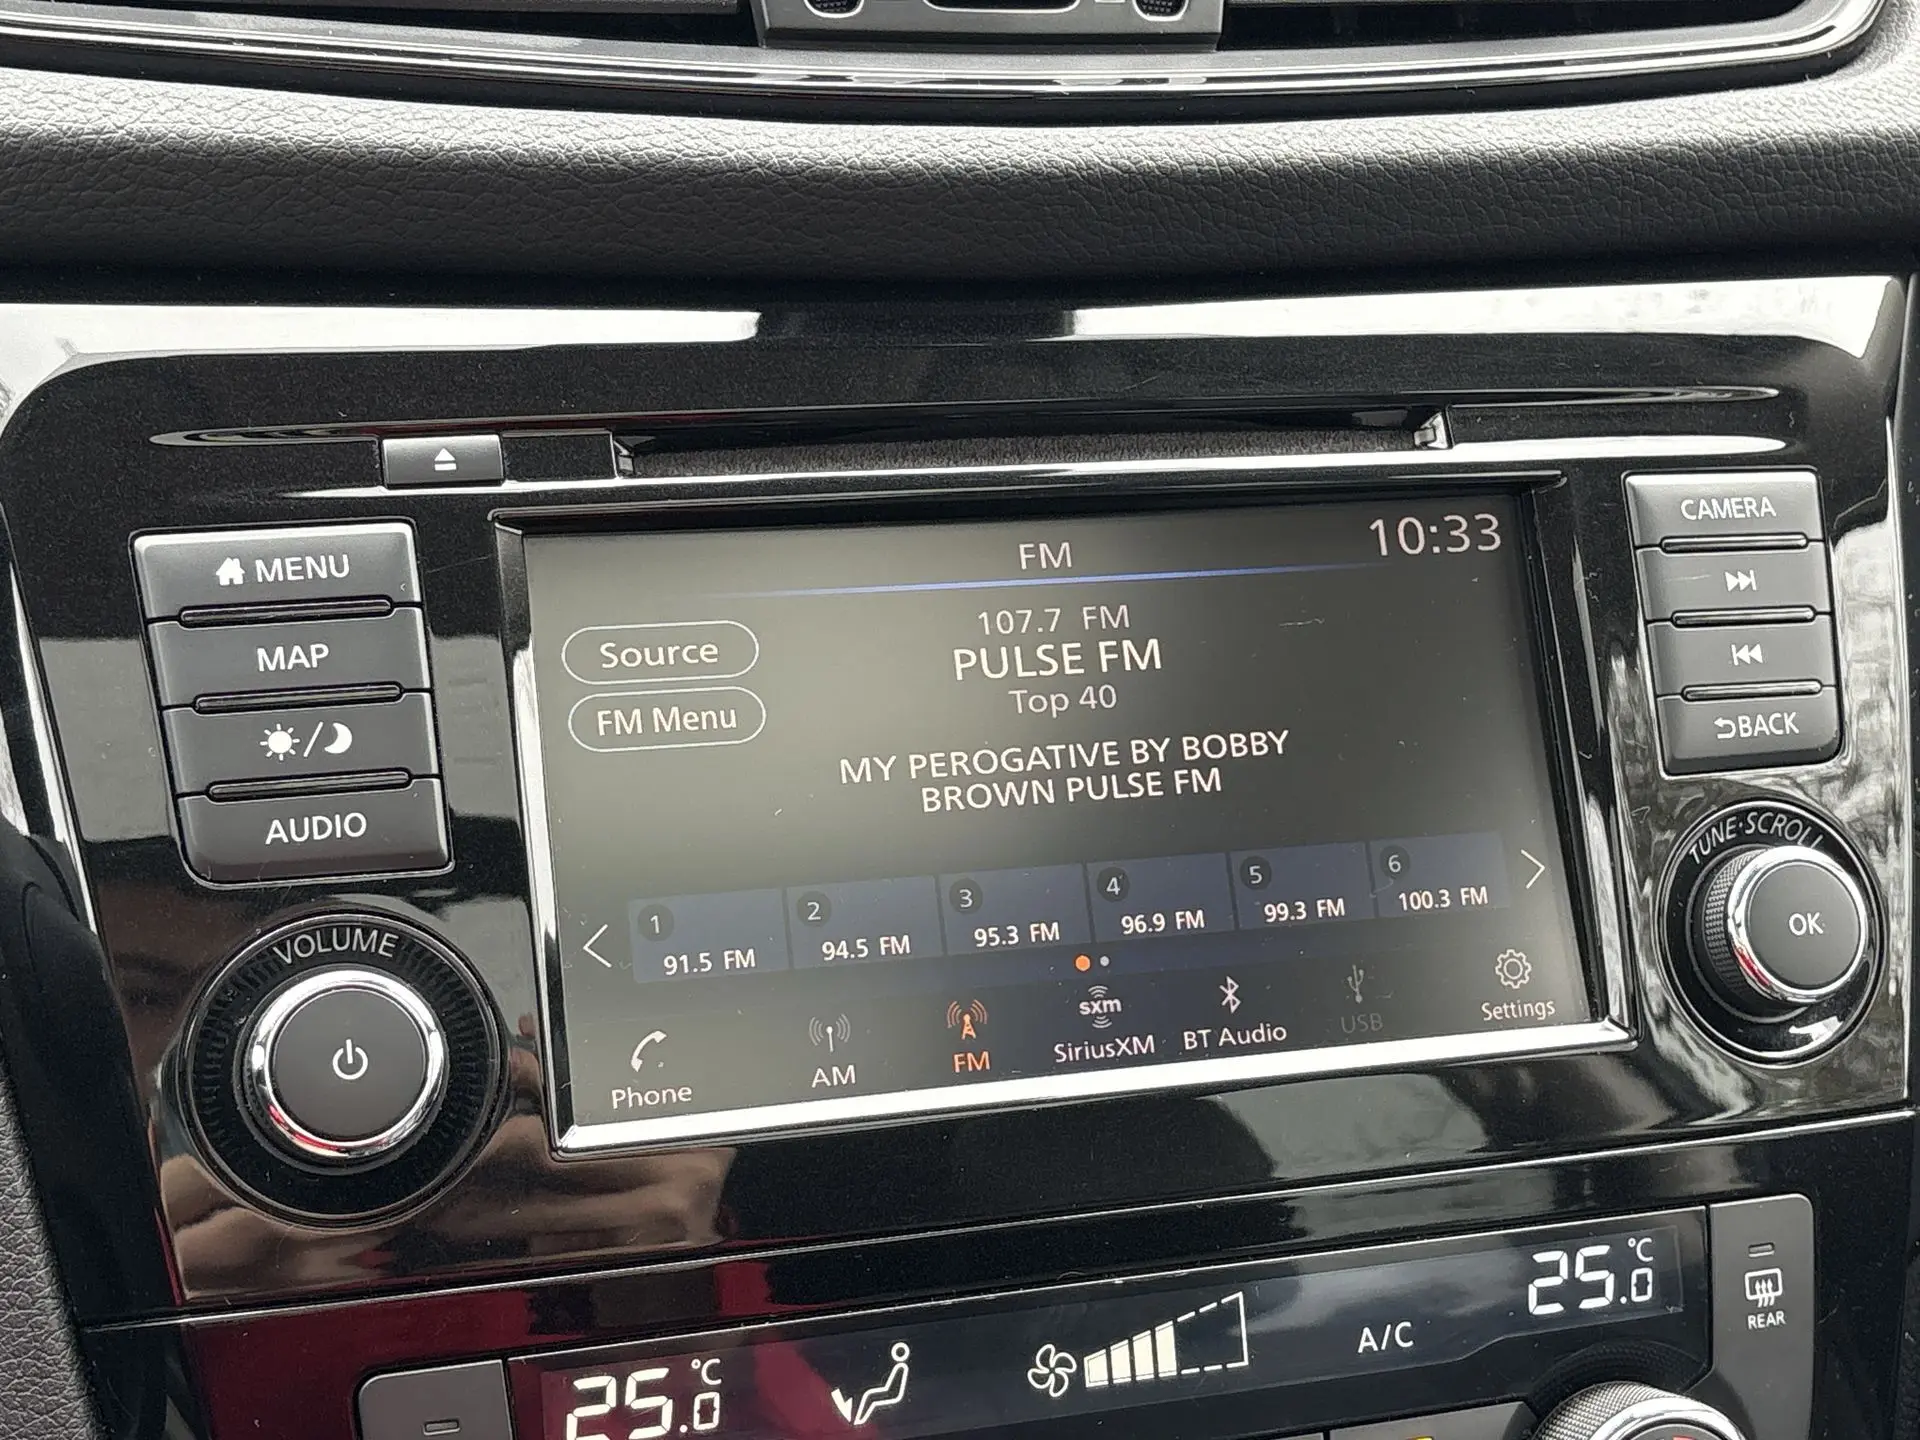 MENU
MAP
AUDIO
VOLUME
FM
10:33
Source
FM Menu
107.7 FM
PULSE FM
Top 40
MY PEROGATIVE BY BOBBY
BROWN PULSE FM
1
91.5 FM
2
94.5 FM
3
95.3 FM
4
96.9 FM
5
99.3 FM
6
100.3 FM
Phone
AM
FM
sxm
SiriusXM
BT Audio
USB
Settings
CAMERA
BACK
TUNE·SCROLL
OK
25.0 °C
A/C
25.0 °C
REAR